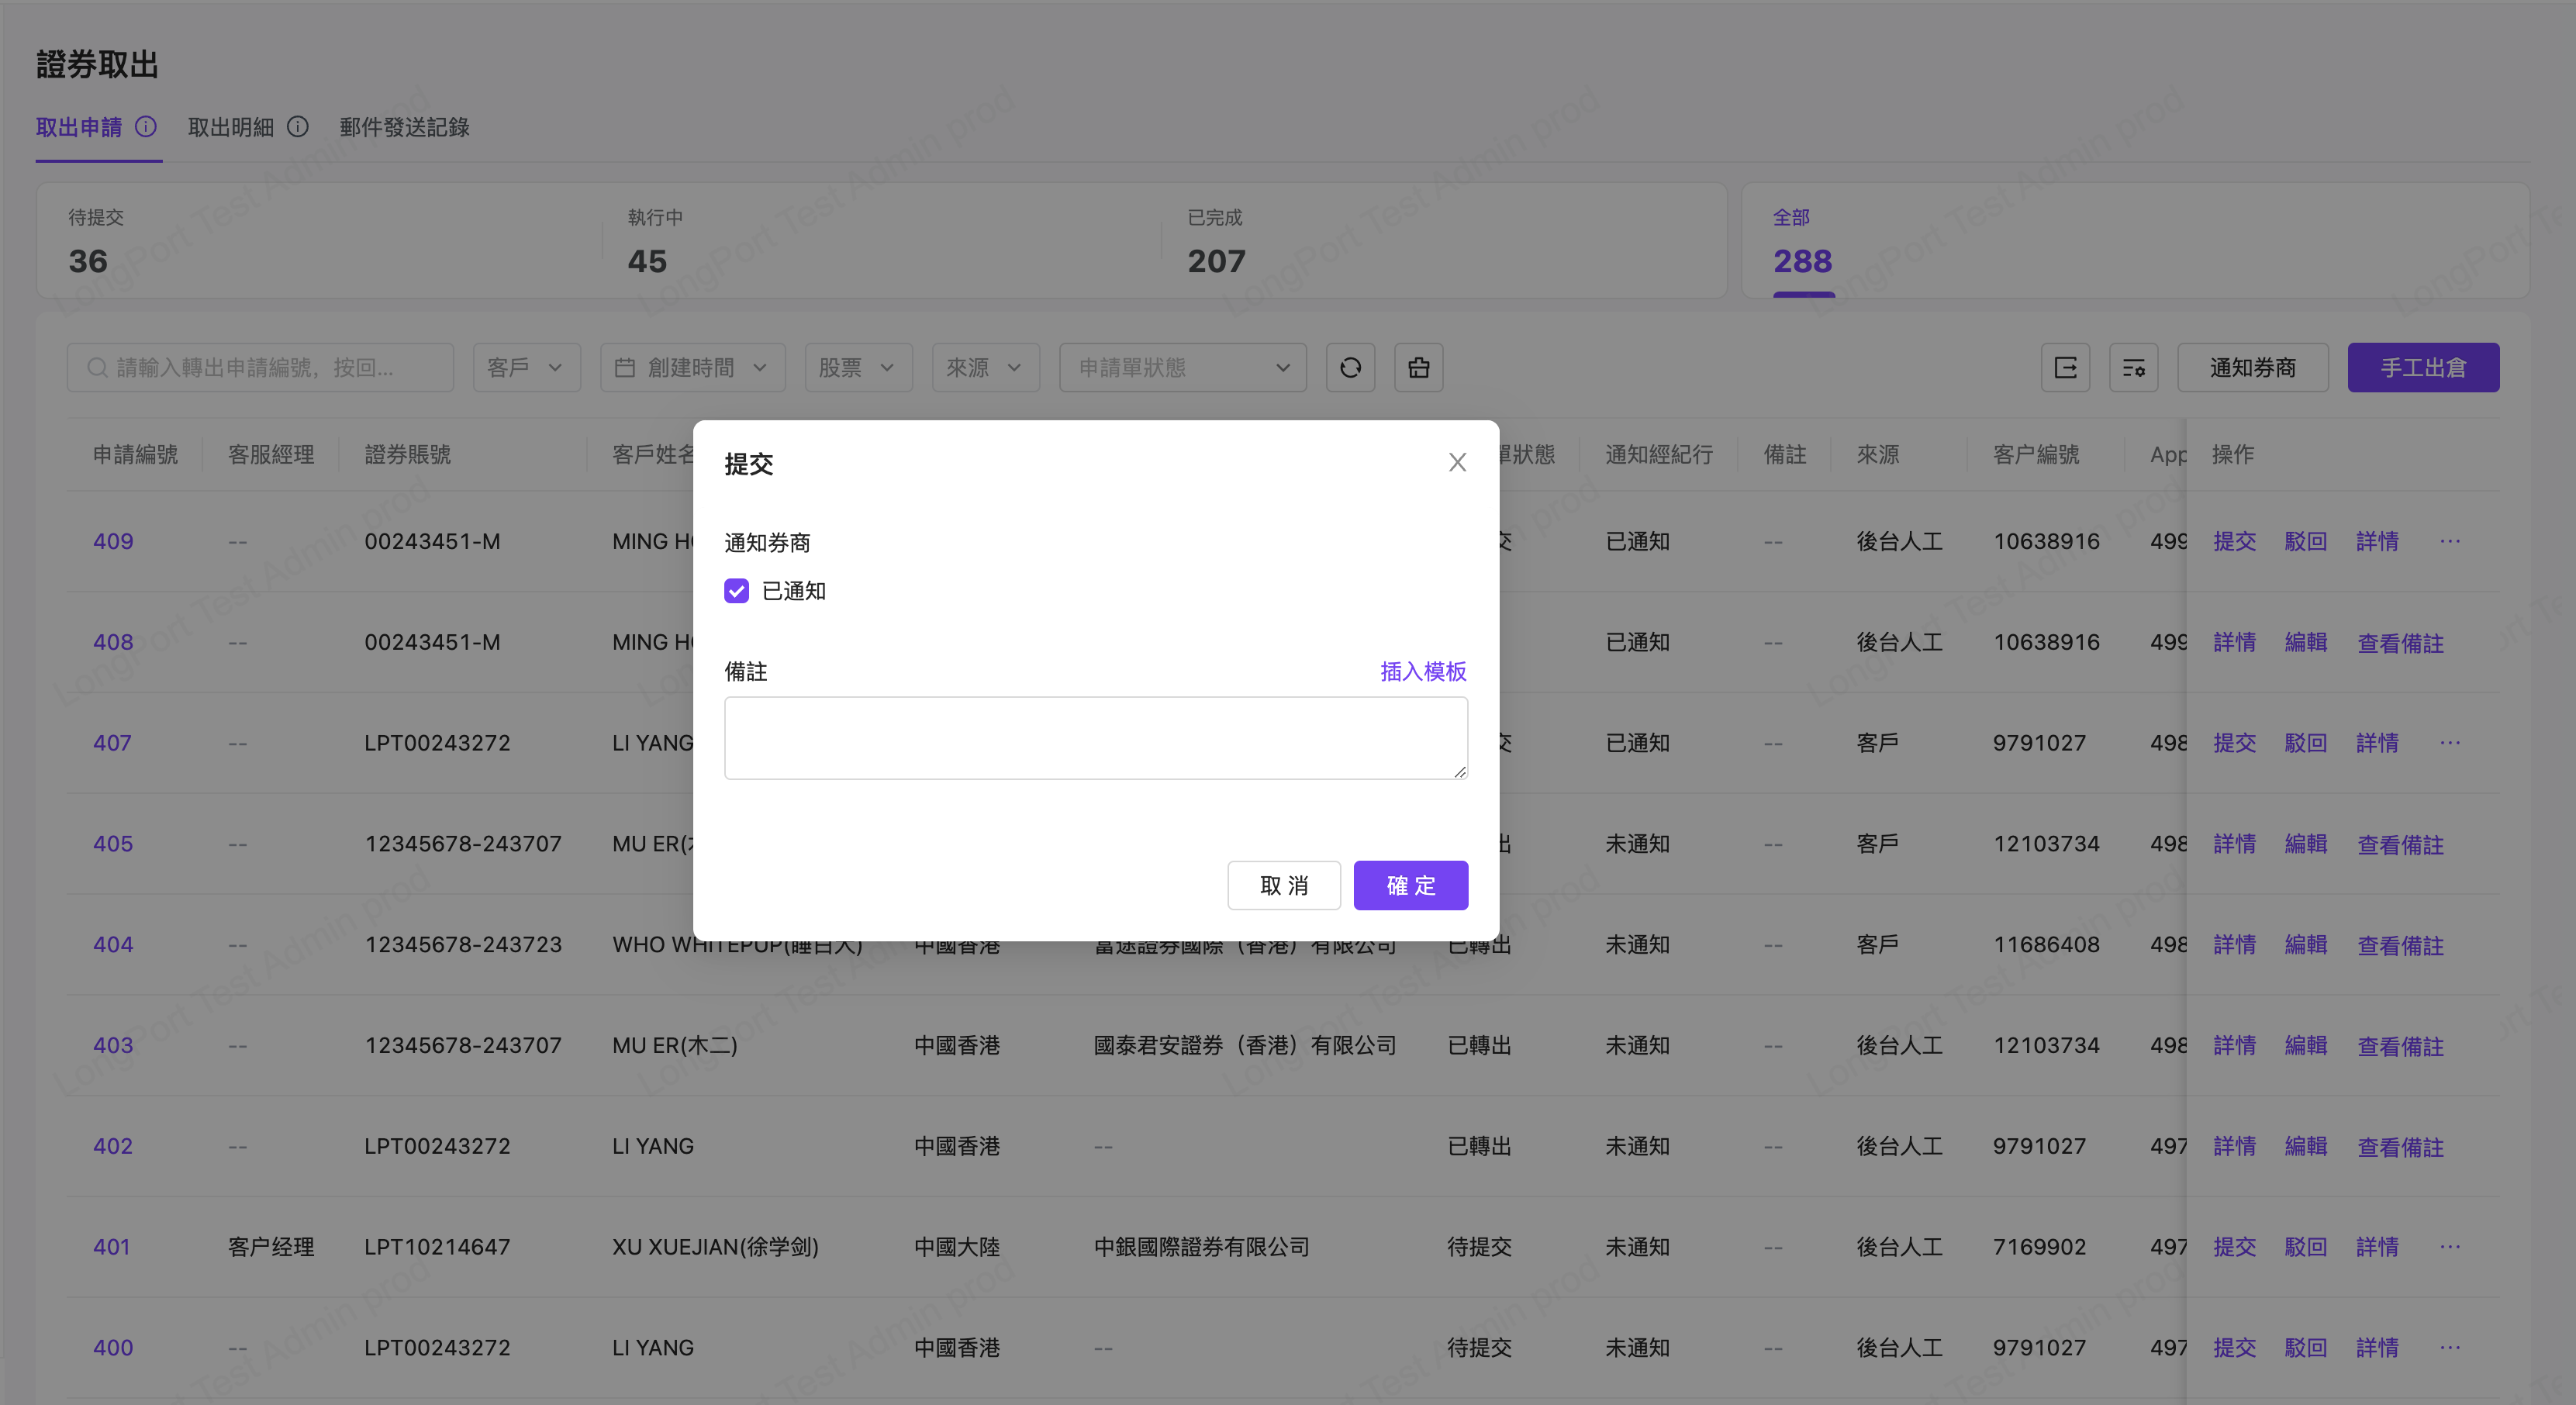 證券取出
取出申請 取出明細 郵件發送記錄
待提交 執行中 已完成 全部
36 45 207 288
請輸入轉出申請編號，按回... 客戶 創建時間 股票 來源 申請單狀態 通知券商 手工出倉
申請編號 客服經理 證券賬號 客戶姓名 單狀態 通知經紀行 備註 來源 客户編號 App 操作
409 -- 00243451-M MING HO 交 已通知 -- 後台人工 10638916 499 提交 駁回 詳情 ...
408 -- 00243451-M MING HO 已通知 -- 後台人工 10638916 499 詳情 編輯 查看備註
407 -- LPT00243272 LI YANG 交 已通知 -- 客戶 9791027 498 提交 駁回 詳情 ...
405 -- 12345678-243707 MU ER(木 出 未通知 -- 客戶 12103734 498 詳情 編輯 查看備註
404 -- 12345678-243723 WHO WHITEPUP(睡白人) 中國香港 富途證券國際（香港）有限公司 已轉出 未通知 -- 客戶 11686408 498 詳情 編輯 查看備註
403 -- 12345678-243707 MU ER(木二) 中國香港 國泰君安證券（香港）有限公司 已轉出 未通知 -- 後台人工 12103734 498 詳情 編輯 查看備註
402 -- LPT00243272 LI YANG 中國香港 -- 已轉出 未通知 -- 後台人工 9791027 497 詳情 編輯 查看備註
401 客户经理 LPT10214647 XU XUEJIAN(徐学剑) 中國大陸 中銀國際證券有限公司 待提交 未通知 -- 後台人工 7169902 497 提交 駁回 詳情 ...
400 -- LPT00243272 LI YANG 中國香港 -- 待提交 未通知 -- 後台人工 9791027 497 提交 駁回 詳情 ...
提交
通知券商
已通知
備註 插入模板
取 消 確 定
LongPort Test Admin prod